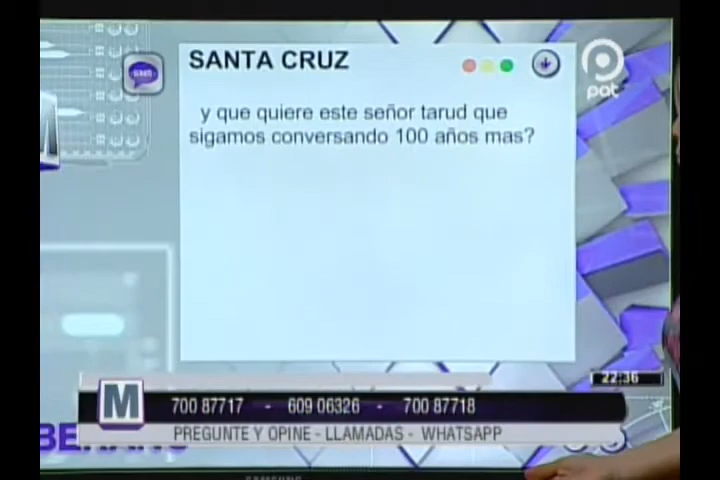 SANTA CRUZ
pat
y que quiere este señor tarud que
sigamos conversando 100 años mas?
22:36
M
700 87717 - 609 06326 - 700 87718
PREGUNTE Y OPINE - LLAMADAS - WHATSAPP
SAMSUNG